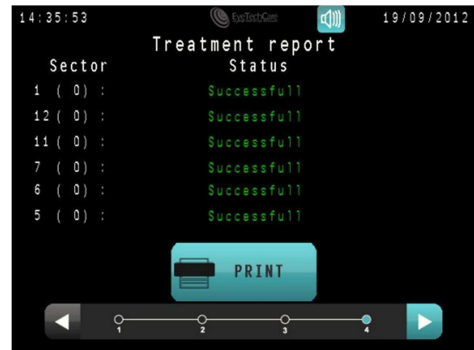 14:35:53 EyeTechCare 19/09/2012
Treatment report
Sector Status
1 ( 0) : Successfull
12( 0) : Successfull
11( 0) : Successfull
7 ( 0) : Successfull
6 ( 0) : Successfull
5 ( 0) : Successfull
PRINT
1 2 3 4